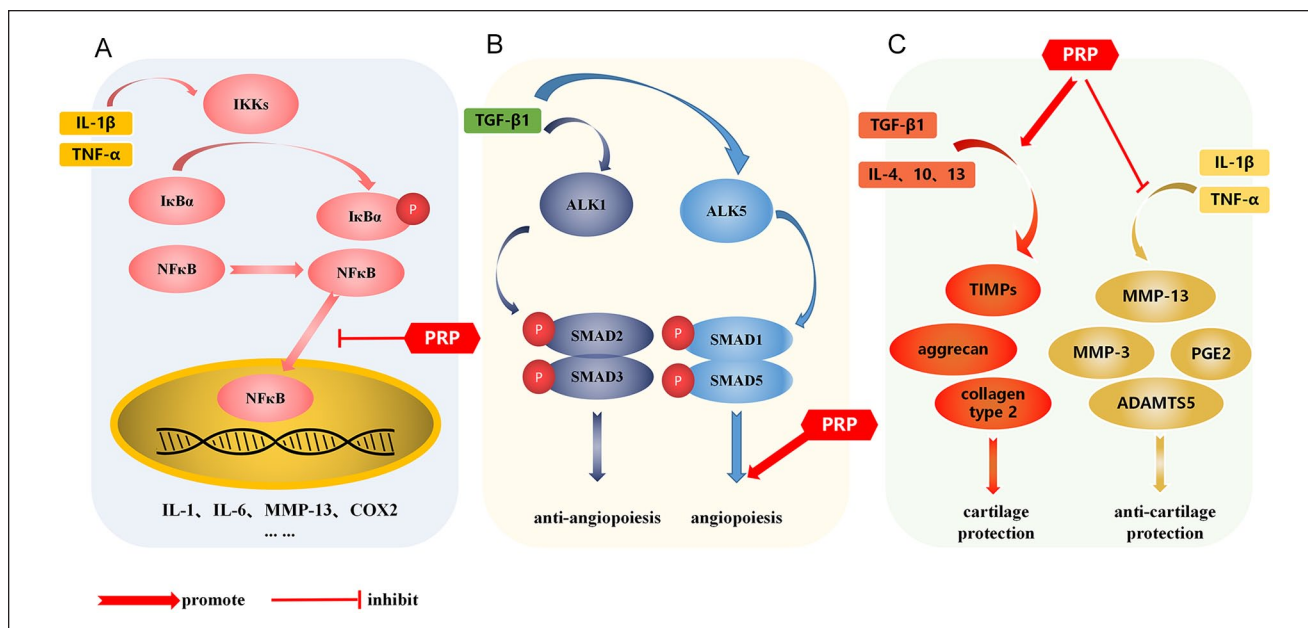 A
IL-1β
TNF-α
IKKs
IκBα
IκBα
P
NFκB
NFκB
PRP
NFκB
IL-1、IL-6、MMP-13、COX2
... ...
B
TGF-β1
ALK1
ALK5
P
SMAD2
P
SMAD3
P
SMAD1
P
SMAD5
PRP
anti-angiopoiesis
angiopoiesis
C
PRP
TGF-β1
IL-4、10、13
IL-1β
TNF-α
TIMPs
aggrecan
collagen
type 2
MMP-13
MMP-3
PGE2
ADAMTS5
cartilage
protection
anti-cartilage
protection
promote
inhibit